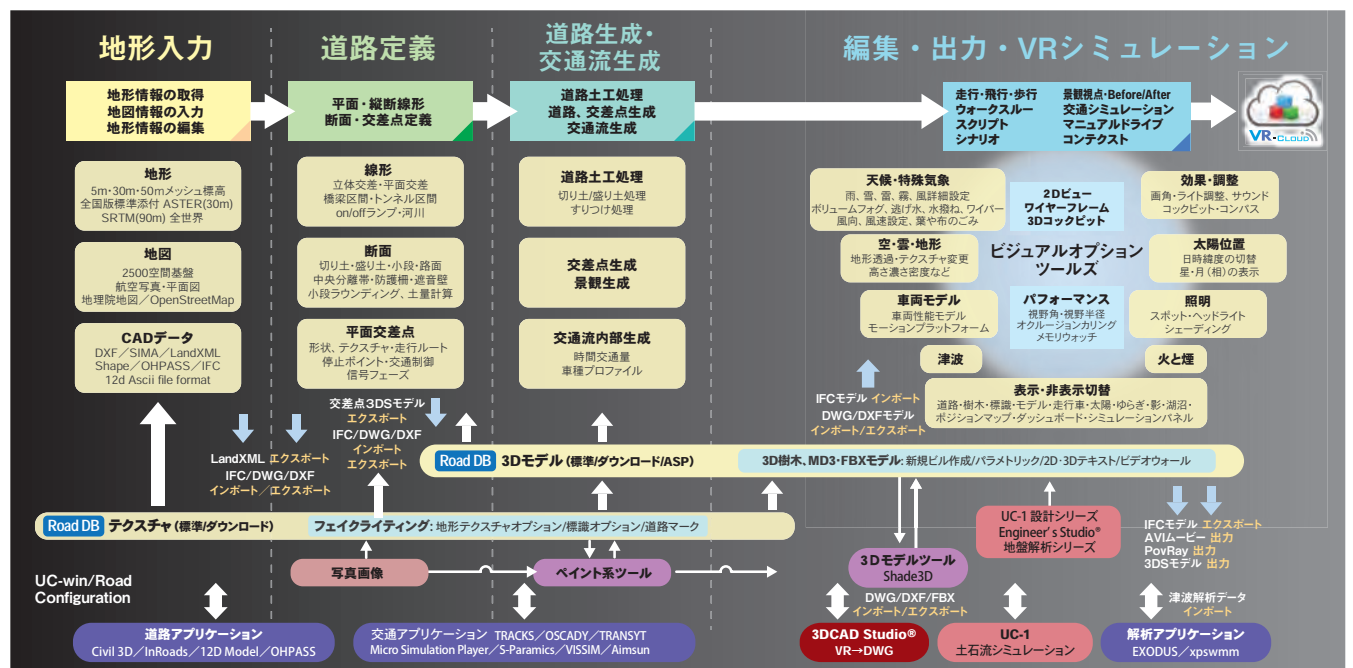 地形入力
道路定義
道路生成・
交通流生成
編集・出力・VRシミュレーション
地形情報の取得
地図情報の入力
地形情報の編集
平面・縦断線形
断面・交差点定義
道路土工処理
道路、交差点生成
交通流生成
走行・飛行・歩行
ウォークスルー
スクリプト
シナリオ
景観視点・Before/After
交通シミュレーション
マニュアルドライブ
コンテクスト
VR-CLOUD
地形
5m・30m・50mメッシュ標高
全国版標準添付 ASTER(30m)
SRTM(90m) 全世界
地図
2500空間基盤
航空写真・平面図
地理院地図／OpenStreetMap
CADデータ
DXF／SIMA／LandXML
Shape／OHPASS／IFC
12d Ascii file format
線形
立体交差・平面交差
橋梁区間・トンネル区間
on/offランプ・河川
断面
切り土・盛り土・小段・路面
中央分離帯・防護柵・遮音壁
小段ラウンディング、土量計算
平面交差点
形状、テクスチャ・走行ルート
停止ポイント・交通制御
信号フェーズ
道路土工処理
切り土/盛り土処理
すりつけ処理
交差点生成
景観生成
交通流内部生成
時間交通量
車種プロファイル
天候・特殊気象
雨、雪、雷、霧、風詳細設定
ボリュームフォグ、逃げ水、水撥ね、ワイパー
風向、風速設定、葉や布のごみ
2Dビュー
ワイヤーフレーム
3Dコックピット
効果・調整
画角・ライト調整、サウンド
コックピット・コンパス
空・雲・地形
地形透過・テクスチャ変更
高さ濃さ密度など
ビジュアルオプション
ツールズ
太陽位置
日時緯度の切替
星・月（相）の表示
車両モデル
車両性能モデル
モーションプラットフォーム
パフォーマンス
視野角・視野半径
オクルージョンカリング
メモリウォッチ
照明
スポット・ヘッドライト
シェーディング
津波
火と煙
表示・非表示切替
道路・樹木・標識・モデル・走行車・太陽・ゆらぎ・影・湖沼・
ポジションマップ・ダッシュボード・シミュレーションパネル
LandXML エクスポート
IFC/DWG/DXF
インポート／エクスポート
交差点3DSモデル
エクスポート
IFC/DWG/DXF
インポート
エクスポート
IFCモデル インポート
DWG/DXFモデル
インポート/エクスポート
Road DB 3Dモデル（標準/ダウンロード/ASP）
3D樹木、MD3・FBXモデル：新規ビル作成/パラメトリック/2D・3Dテキスト/ビデオウォール
Road DB テクスチャ（標準/ダウンロード）
フェイクライティング：地形テクスチャオプション/標識オプション/道路マーク
写真画像
ペイント系ツール
3Dモデルツール
Shade3D
DWG/DXF/FBX
インポート/エクスポート
UC-1 設計シリーズ
Engineer's Studio®
地盤解析シリーズ
IFCモデル エクスポート
AVIムービー 出力
PovRay 出力
3DSモデル 出力
津波解析データ
インポート
UC-win/Road
Configuration
道路アプリケーション
Civil 3D／InRoads／12D Model／OHPASS
交通アプリケーション TRACKS／OSCADY／TRANSYT
Micro Simulation Player／S-Paramics／VISSIM／Aimsun
3DCAD Studio®
VR→DWG
UC-1
土石流シミュレーション
解析アプリケーション
EXODUS／xpswmm